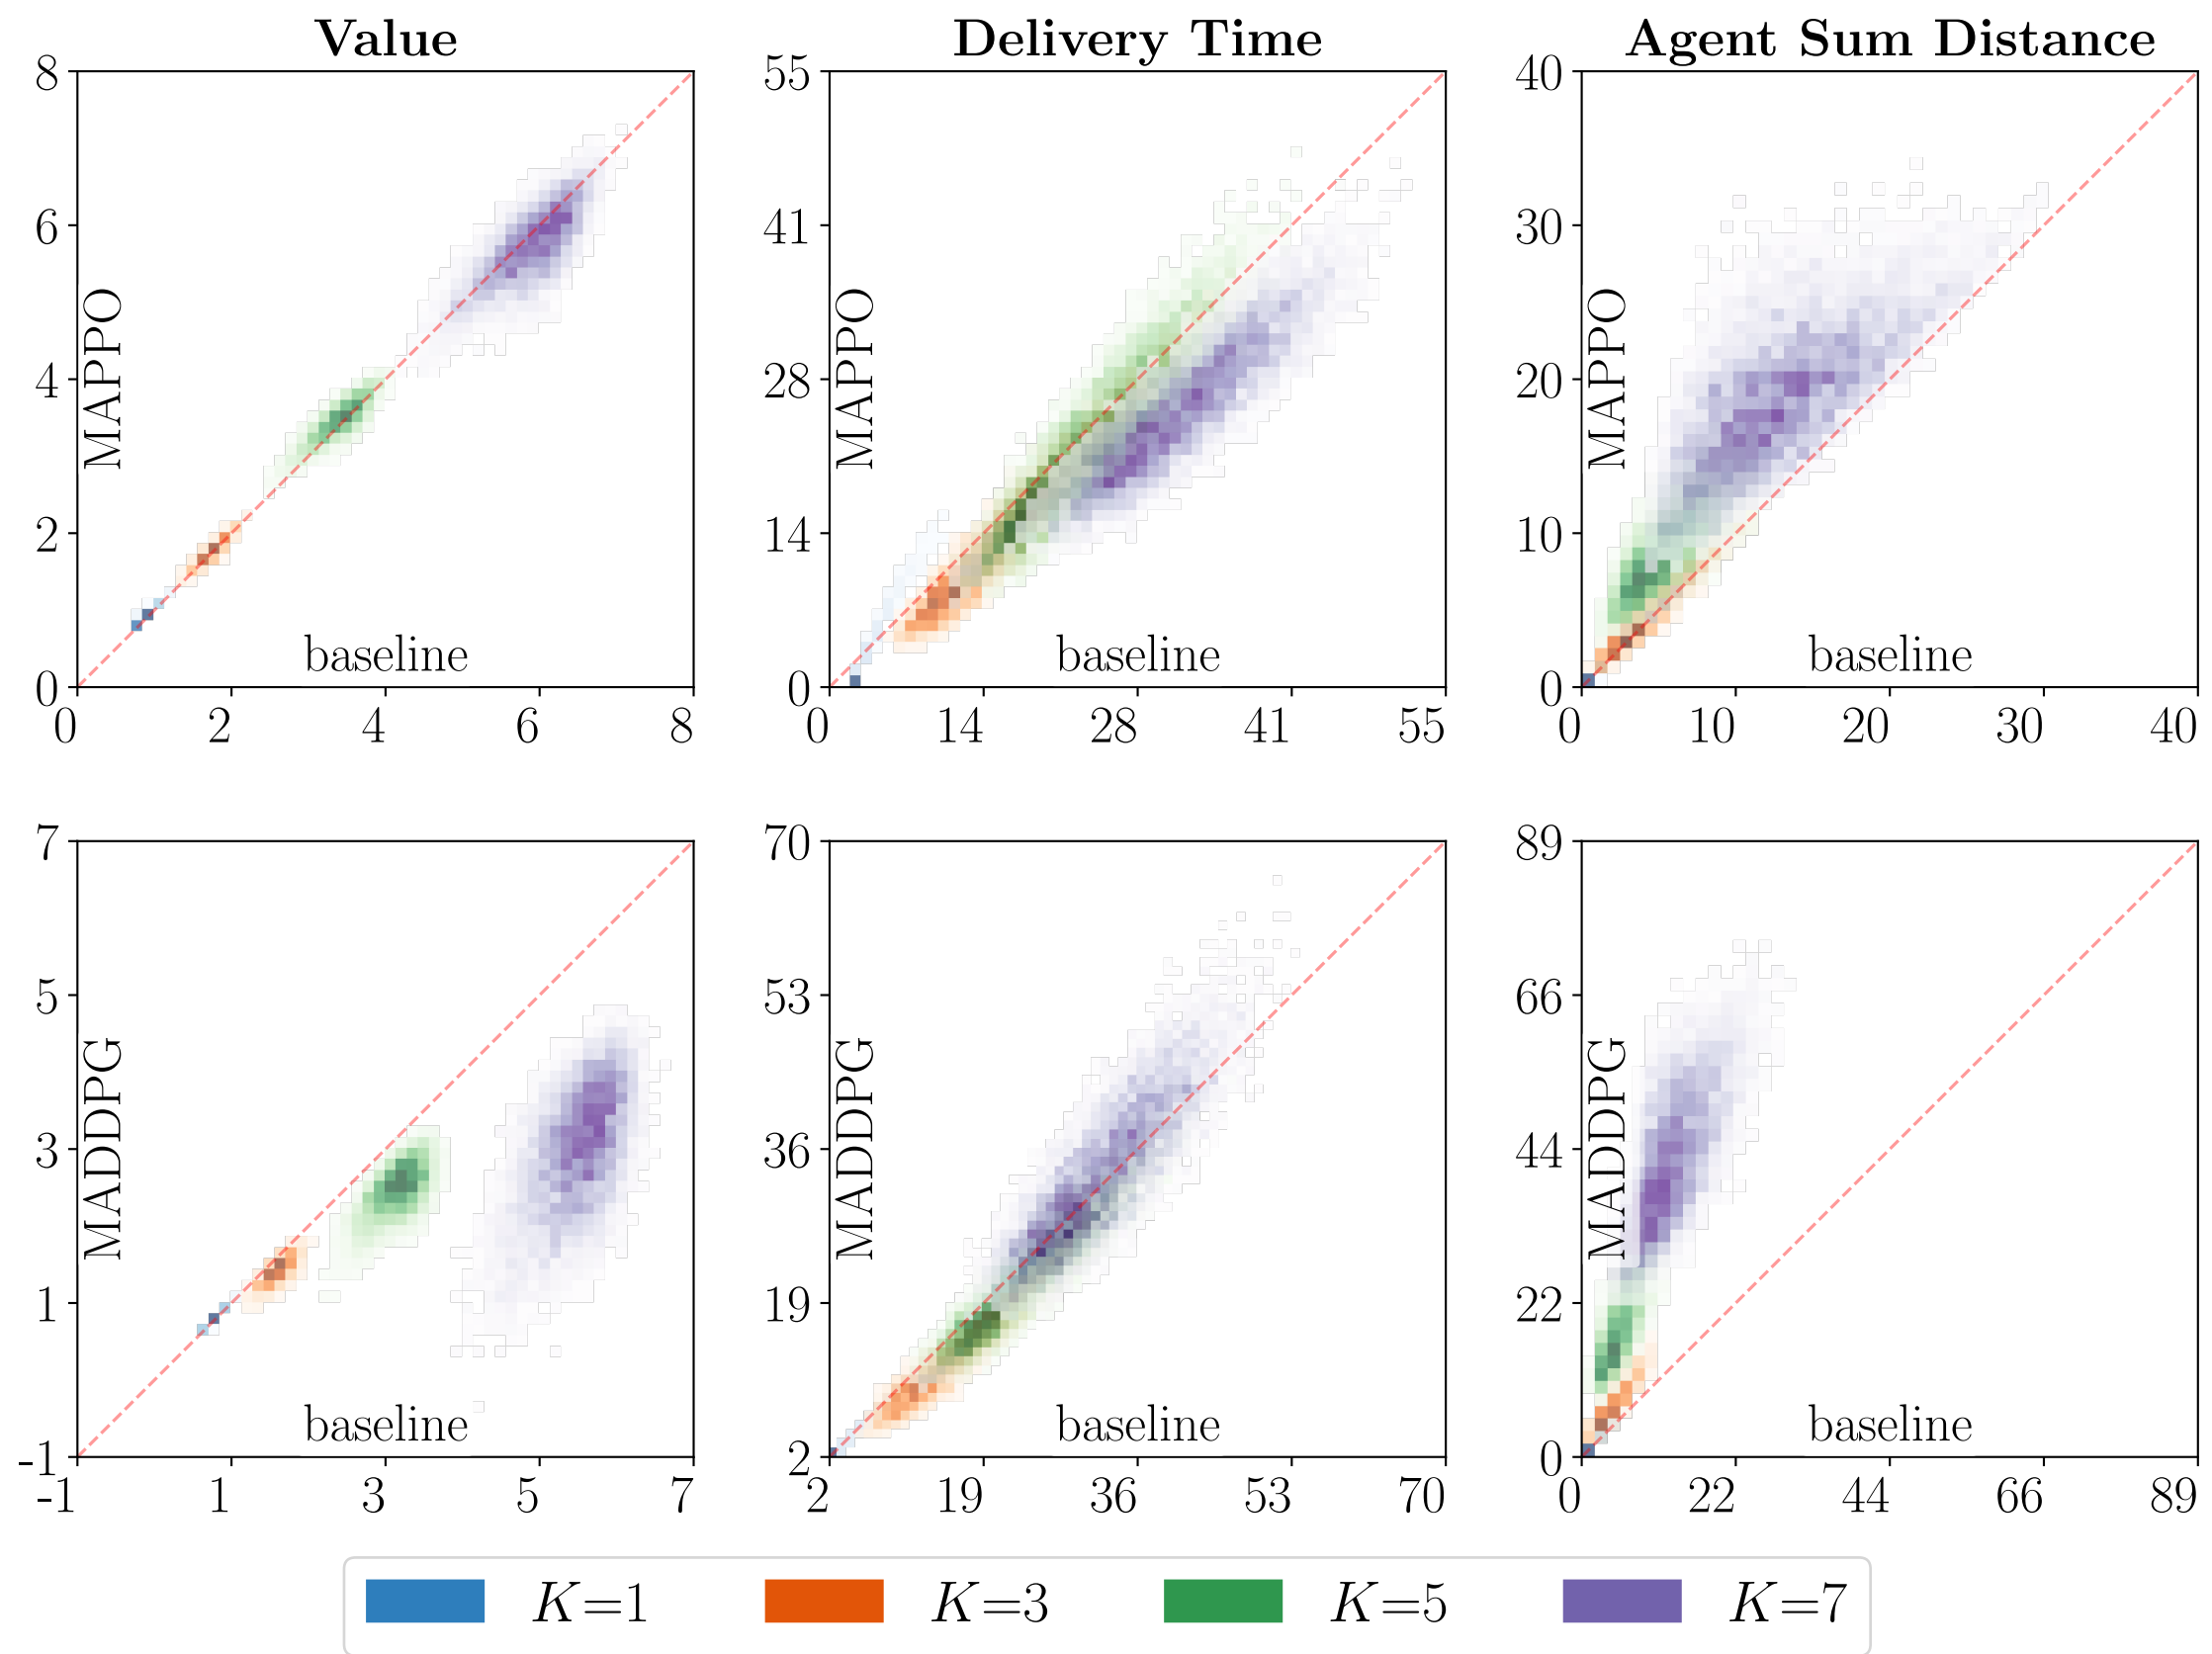 Value
Delivery Time
Agent Sum Distance
8
6
4
2
0
MAPPO
baseline
0 2 4 6 8
55
41
28
14
0
MAPPO
baseline
0 14 28 41 55
40
30
20
10
0
MAPPO
baseline
0 10 20 30 40
7
5
3
1
-1
MADDPG
baseline
-1 1 3 5 7
70
53
36
19
2
MADDPG
baseline
2 19 36 53 70
89
66
44
22
0
MADDPG
baseline
0 22 44 66 89
K=1 K=3 K=5 K=7